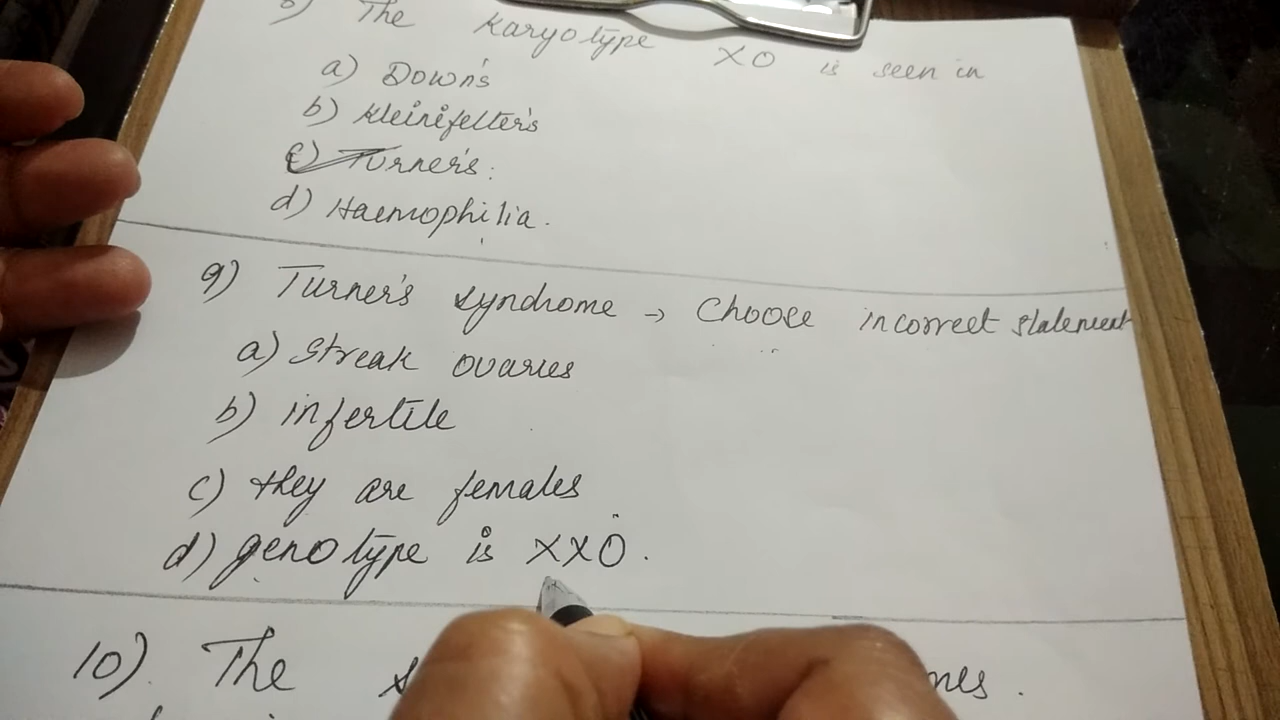 The Karyotype XO is seen in
a) Down's
b) Kleinifelter's
c) Turner's.
d) Haemophilia.
9) Turner's syndrome → Choose incorrect statement
a) Streak ovaries
b) infertile
c) they are females
d) genotype is XXO.
10). The